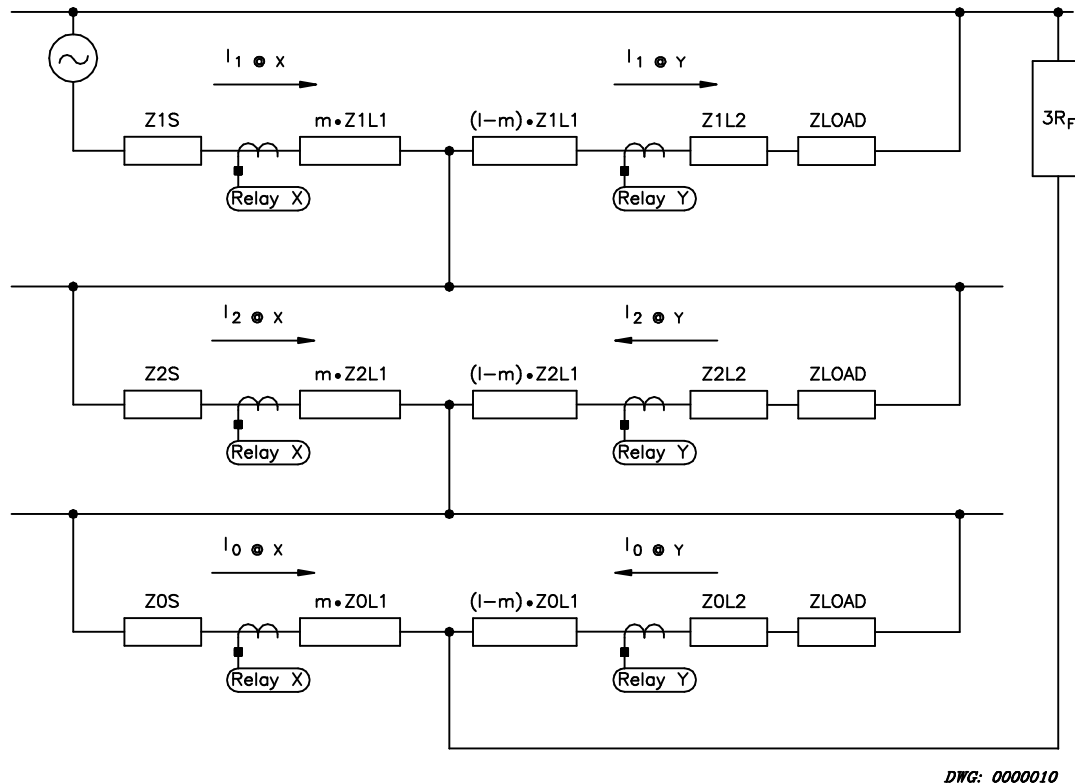 I1 @ X
I1 @ Y
Z1S
m•Z1L1
(I-m)•Z1L1
Z1L2
ZLOAD
3RF
Relay X
Relay Y
I2 @ X
I2 @ Y
Z2S
m•Z2L1
(I-m)•Z2L1
Z2L2
ZLOAD
Relay X
Relay Y
I0 @ X
I0 @ Y
Z0S
m•Z0L1
(I-m)•Z0L1
Z0L2
ZLOAD
Relay X
Relay Y
DWG: 0000010